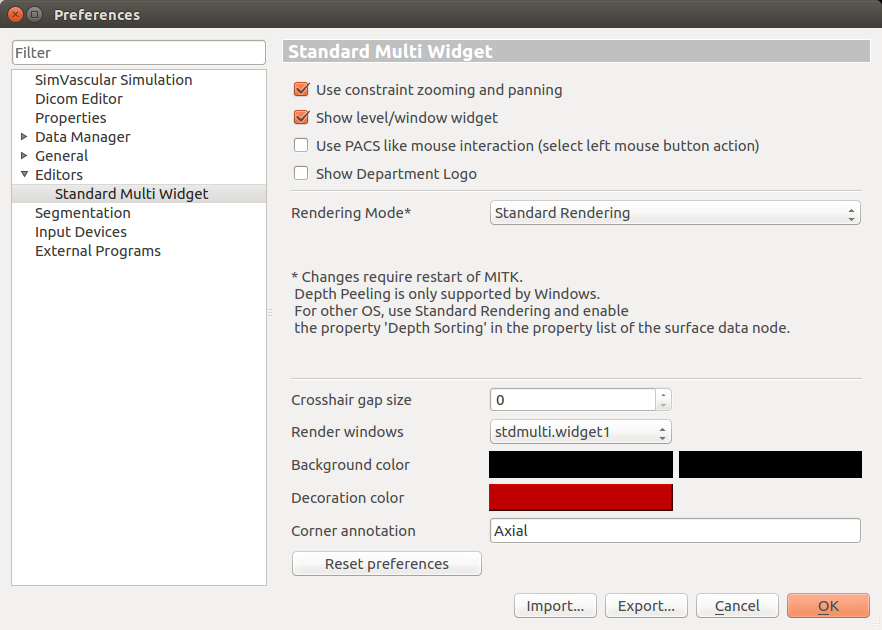 Preferences
Filter
SimVascular Simulation
Dicom Editor
Properties
Data Manager
General
Editors
Standard Multi Widget
Segmentation
Input Devices
External Programs
Standard Multi Widget
Use constraint zooming and panning
Show level/window widget
Use PACS like mouse interaction (select left mouse button action)
Show Department Logo
Rendering Mode* Standard Rendering
* Changes require restart of MITK.
Depth Peeling is only supported by Windows.
For other OS, use Standard Rendering and enable
the property 'Depth Sorting' in the property list of the surface data node.
Crosshair gap size 0
Render windows stdmulti.widget1
Background color
Decoration color
Corner annotation Axial
Reset preferences
Import... Export... Cancel OK